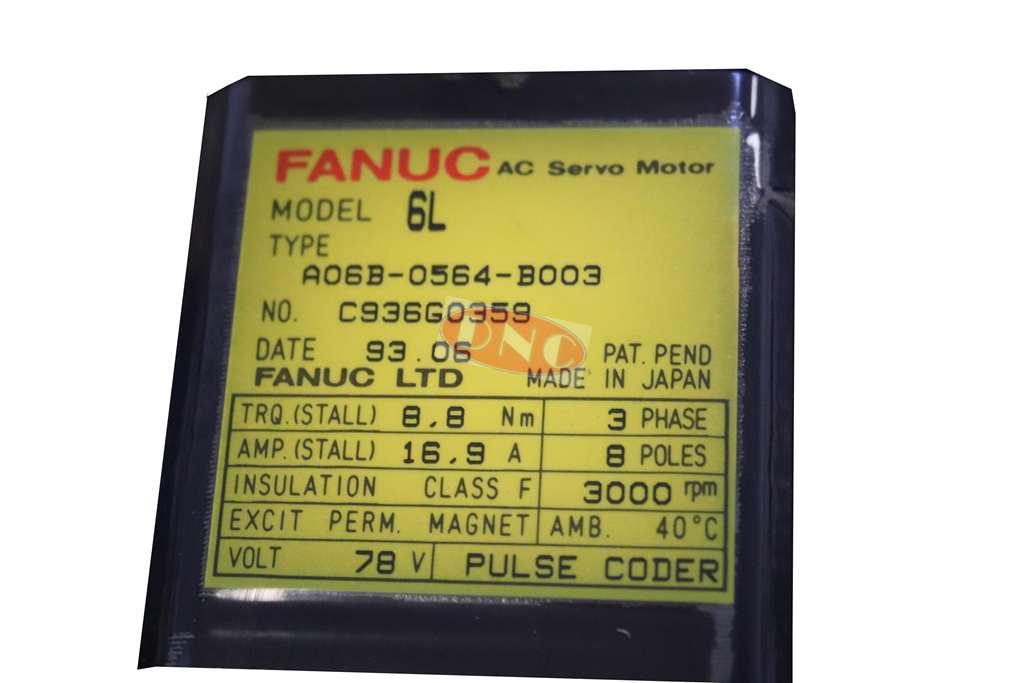 FANUC AC Servo Motor
MODEL 6L
TYPE
A06B-0564-B003
NO. C936G0359
DATE 93.06 PAT. PEND
FANUC LTD MADE IN JAPAN
TRQ.(STALL) 8.8 Nm 3 PHASE
AMP.(STALL) 16.9 A 8 POLES
INSULATION CLASS F 3000 rpm
EXCIT PERM. MAGNET AMB. 40°C
VOLT 78 V PULSE CODER